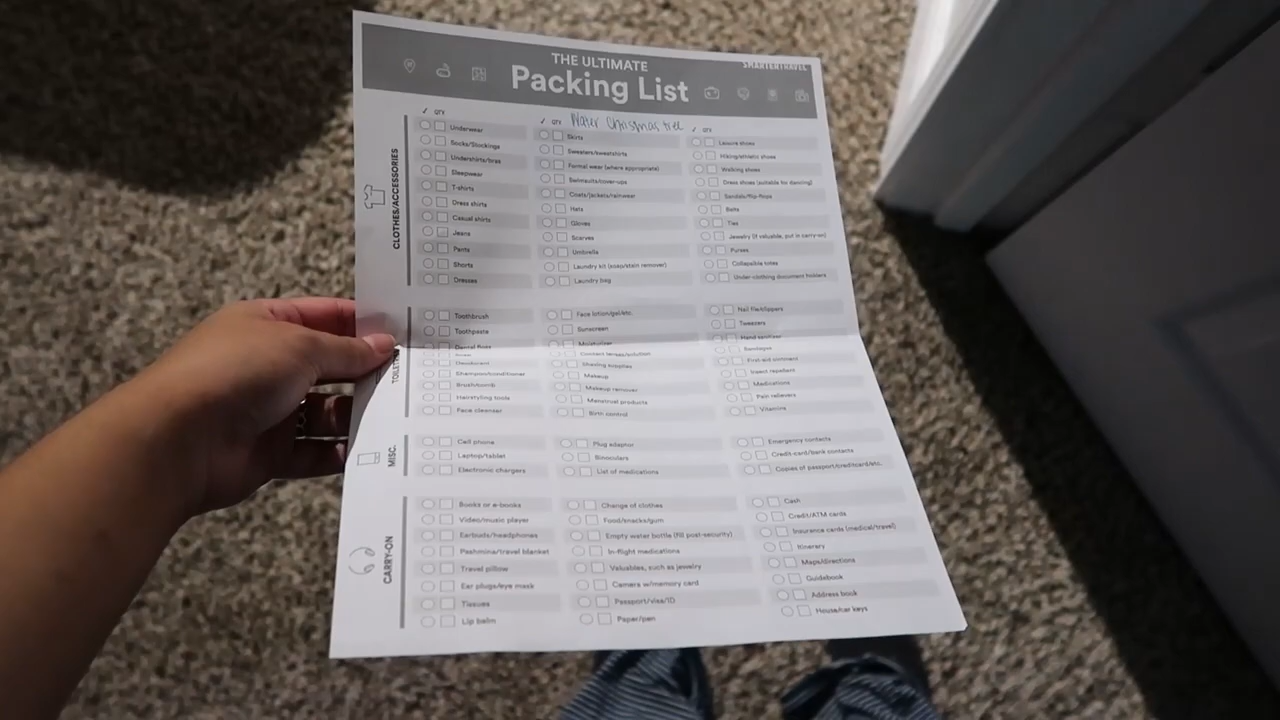 THE ULTIMATE
Packing List
SMARTERTRAVEL
✓ QTY
Water Christmas tree
CLOTHES/ACCESSORIES
Underwear
Socks/Stockings
Undershirts/bras
Sleepwear
T-shirts
Dress shirts
Casual shirts
Jeans
Pants
Shorts
Dresses
✓ QTY
Skirts
Sweaters/sweatshirts
Formal wear (where appropriate)
Swimsuits/cover-ups
Coats/jackets/rainwear
Hats
Gloves
Scarves
Umbrella
Laundry kit (soap/stain remover)
Laundry bag
✓ QTY
Leisure shoes
Hiking/athletic shoes
Walking shoes
Dress shoes (suitable for dancing)
Sandals/flip-flops
Belts
Ties
Jewelry (if valuable, put in carry-on)
Purses
Collapsible totes
Under-clothing document holders
Toothbrush
Toothpaste
Dental floss
Deodorant
Shampoo/conditioner
Brush/comb
Hairstyling tools
Face cleanser
Face lotion/gel/etc.
Sunscreen
Moisturizer
Contact lenses/solution
Shaving supplies
Makeup
Makeup remover
Menstrual products
Birth control
Nail file/clippers
Tweezers
Hand sanitizer
Bandages
First-aid ointment
Insect repellent
Medications
Pain relievers
Vitamins
MISC.
Cell phone
Laptop/tablet
Electronic chargers
Plug adaptor
Binoculars
List of medications
Emergency contacts
Credit-card/bank contacts
Copies of passport/credit card/etc.
CARRY-ON
Books or e-books
Video/music player
Earbuds/headphones
Pashmina/travel blanket
Travel pillow
Ear plugs/eye mask
Tissues
Lip balm
Change of clothes
Food/snacks/gum
Empty water bottle (fill post-security)
In-flight medications
Valuables, such as jewelry
Camera w/memory card
Passport/visa/ID
Paper/pen
Cash
Credit/ATM cards
Insurance cards (medical/travel)
Itinerary
Maps/directions
Guidebook
Address book
House/car keys